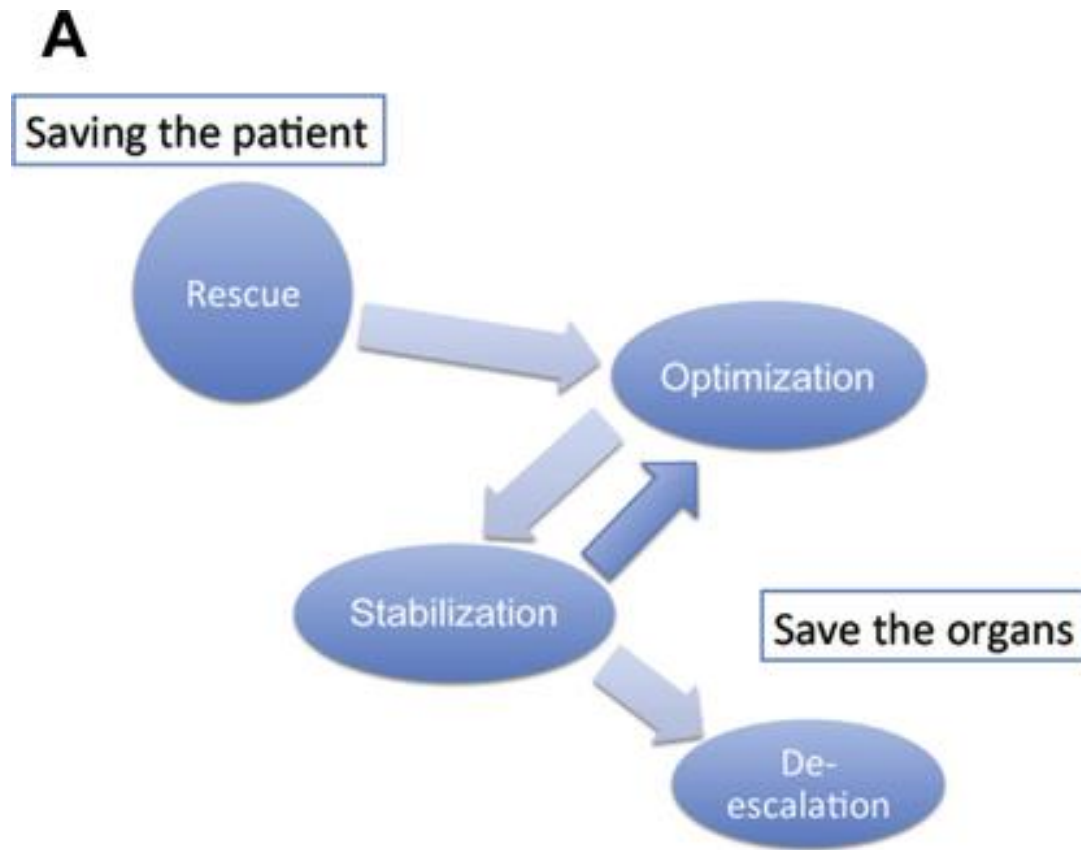 A
Saving the patient
Rescue
Optimization
Stabilization
Save the organs
De-
escalation